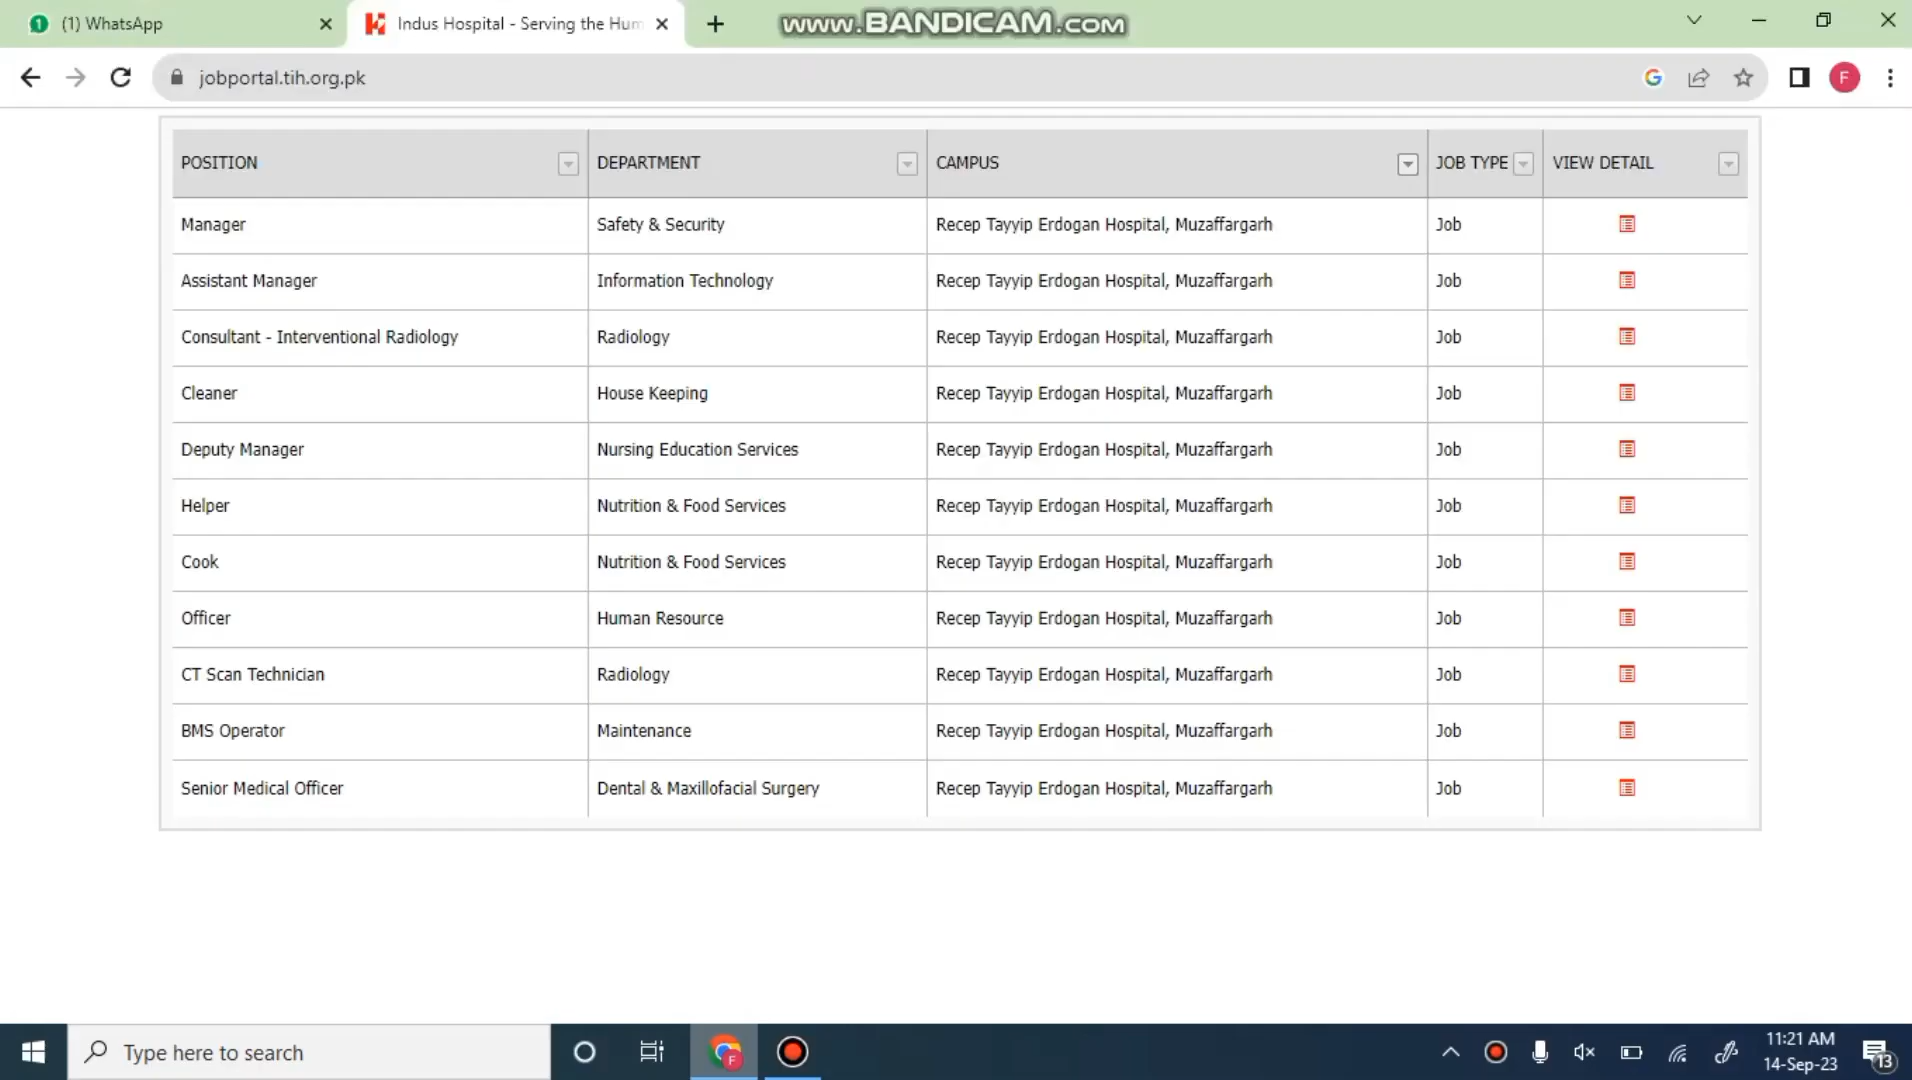 1 (1) WhatsApp
Indus Hospital - Serving the Hum
www.BANDICAM.com
jobportal.tih.org.pk
F
POSITION DEPARTMENT CAMPUS JOB TYPE VIEW DETAIL
Manager Safety & Security Recep Tayyip Erdogan Hospital, Muzaffargarh Job
Assistant Manager Information Technology Recep Tayyip Erdogan Hospital, Muzaffargarh Job
Consultant - Interventional Radiology Radiology Recep Tayyip Erdogan Hospital, Muzaffargarh Job
Cleaner House Keeping Recep Tayyip Erdogan Hospital, Muzaffargarh Job
Deputy Manager Nursing Education Services Recep Tayyip Erdogan Hospital, Muzaffargarh Job
Helper Nutrition & Food Services Recep Tayyip Erdogan Hospital, Muzaffargarh Job
Cook Nutrition & Food Services Recep Tayyip Erdogan Hospital, Muzaffargarh Job
Officer Human Resource Recep Tayyip Erdogan Hospital, Muzaffargarh Job
CT Scan Technician Radiology Recep Tayyip Erdogan Hospital, Muzaffargarh Job
BMS Operator Maintenance Recep Tayyip Erdogan Hospital, Muzaffargarh Job
Senior Medical Officer Dental & Maxillofacial Surgery Recep Tayyip Erdogan Hospital, Muzaffargarh Job
Type here to search
F
11:21 AM
14-Sep-23
13